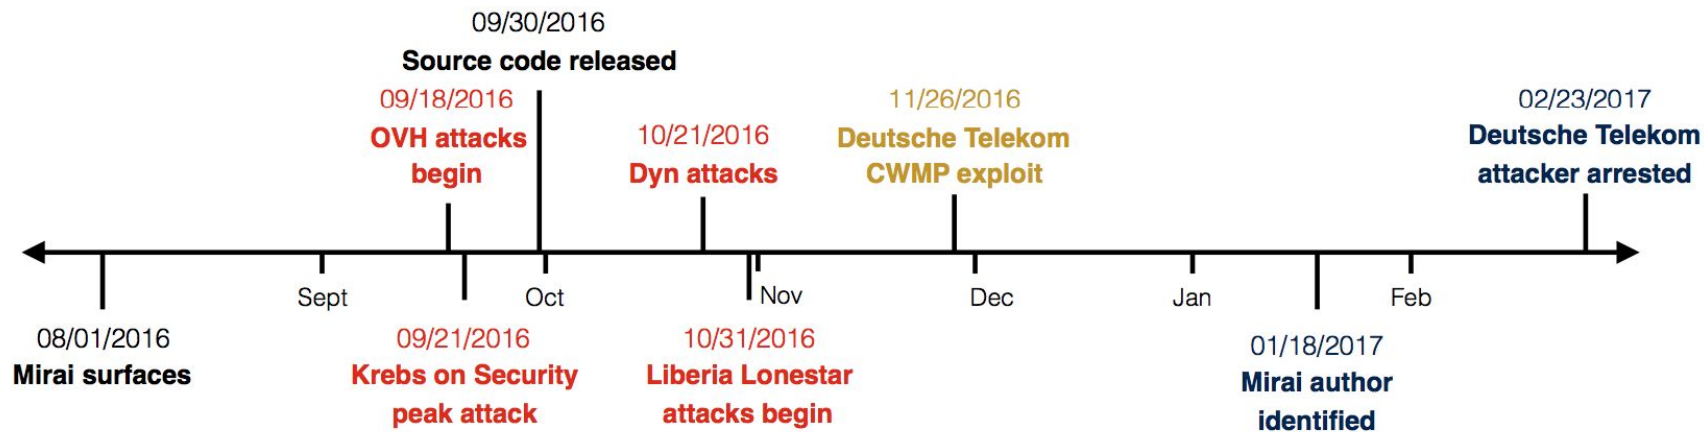 09/30/2016
Source code released
09/18/2016
OVH attacks
begin
10/21/2016
Dyn attacks
11/26/2016
Deutsche Telekom
CWMP exploit
02/23/2017
Deutsche Telekom
attacker arrested
Sept
Oct
Nov
Dec
Jan
Feb
08/01/2016
Mirai surfaces
09/21/2016
Krebs on Security
peak attack
10/31/2016
Liberia Lonestar
attacks begin
01/18/2017
Mirai author
identified